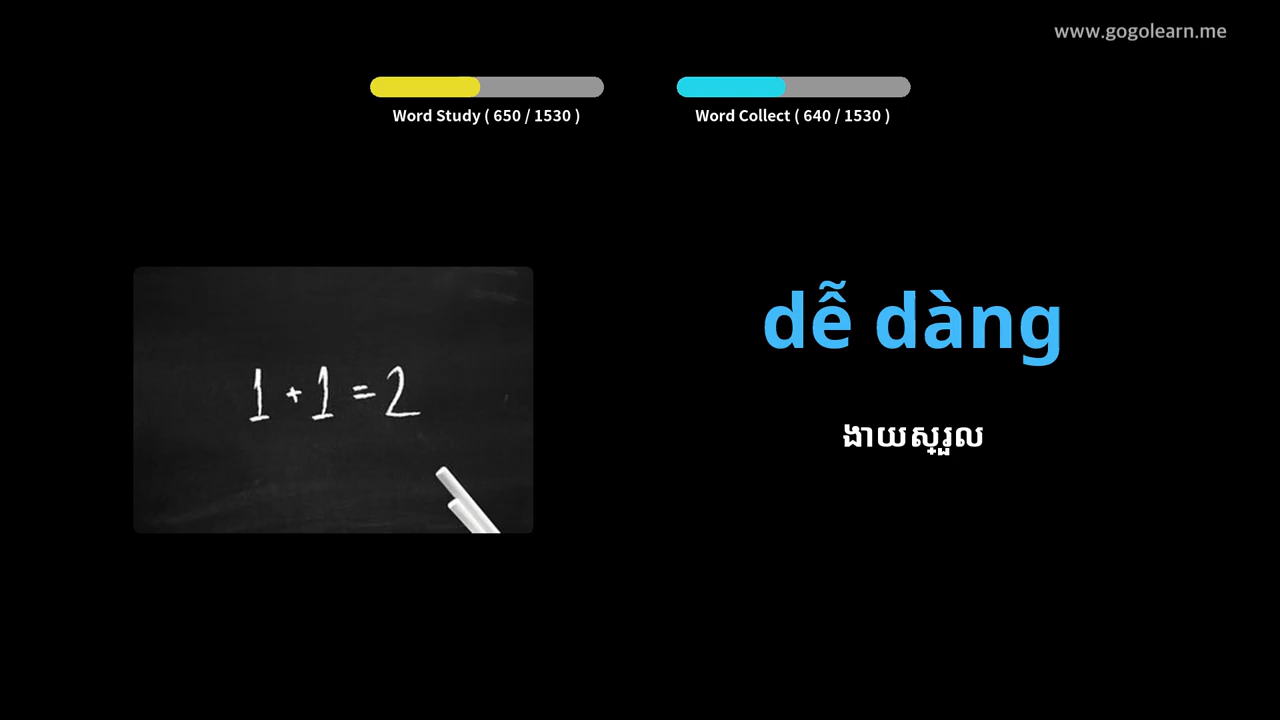 www.gogolearn.me
Word Study ( 650 / 1530 )
Word Collect ( 640 / 1530 )
dễ dàng
ងាយស្រួល
1 + 1 = 2